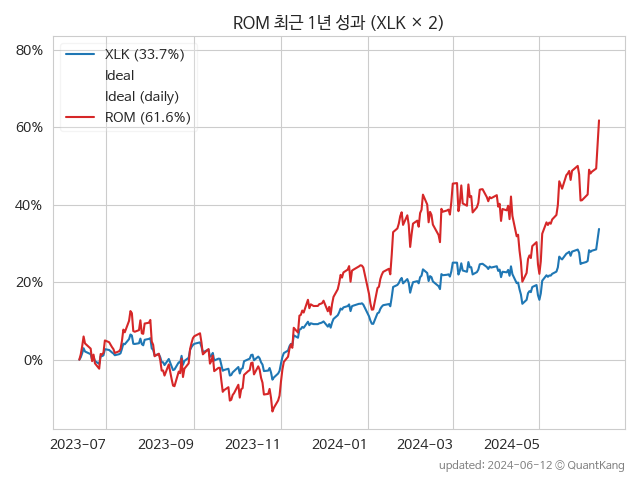 ROM 최근 1년 성과 (XLK × 2)
80%
60%
40%
20%
0%
XLK (33.7%)
Ideal
Ideal (daily)
ROM (61.6%)
2023-07
2023-09
2023-11
2024-01
2024-03
2024-05
updated: 2024-06-12 © QuantKang